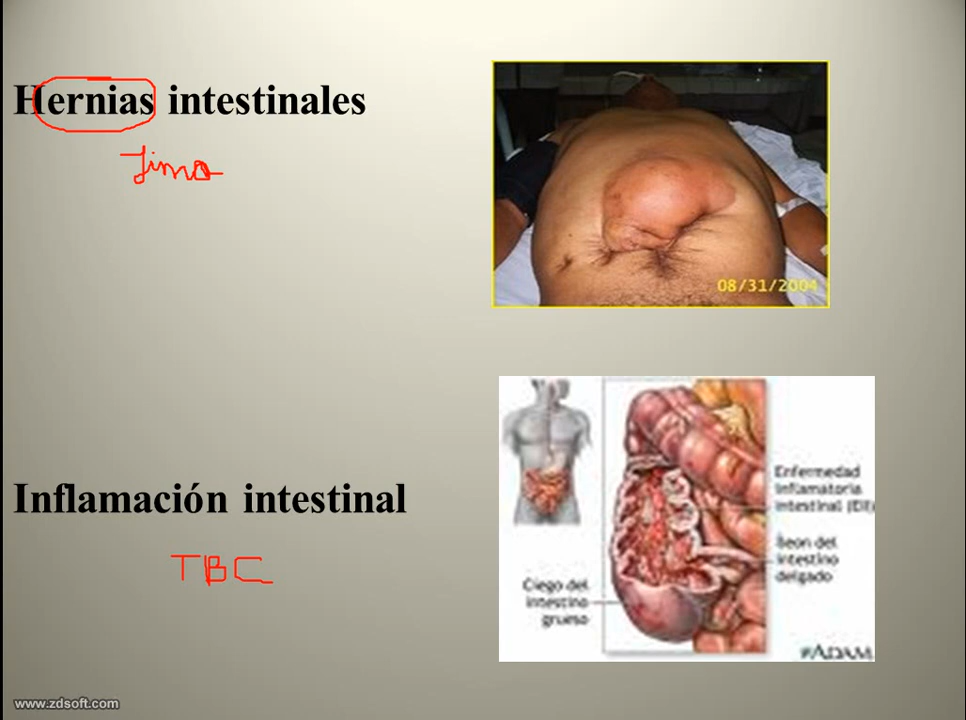 Hernias intestinales
08/31/2004
Inflamación intestinal
TBC
Enfermedad
inflamatoria
intestinal (EII)
Íleon del
intestino
delgado
Ciego del
intestino
grueso
ADAM
www.zdsoft.com